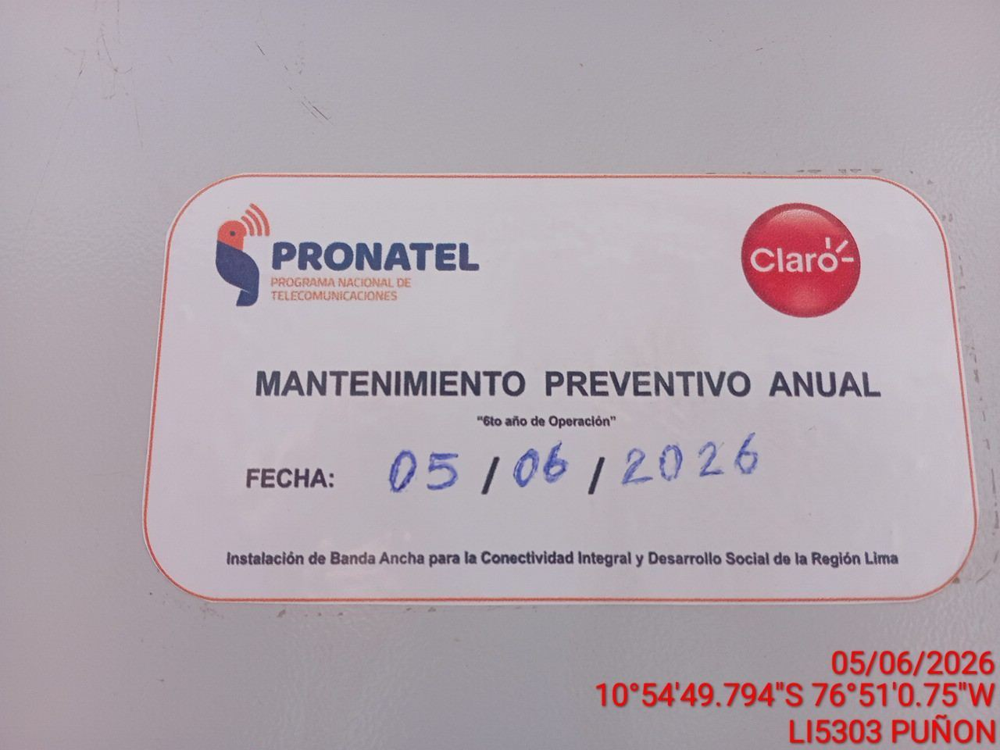 PRONATEL
PROGRAMA NACIONAL DE
TELECOMUNICACIONES
Claro
MANTENIMIENTO PREVENTIVO ANUAL
"6to año de Operación"
FECHA: 05 / 06 / 2026
Instalación de Banda Ancha para la Conectividad Integral y Desarrollo Social de la Región Lima
05/06/2026
10°54'49.794"S 76°51'0.75"W
LI5303 PUÑON